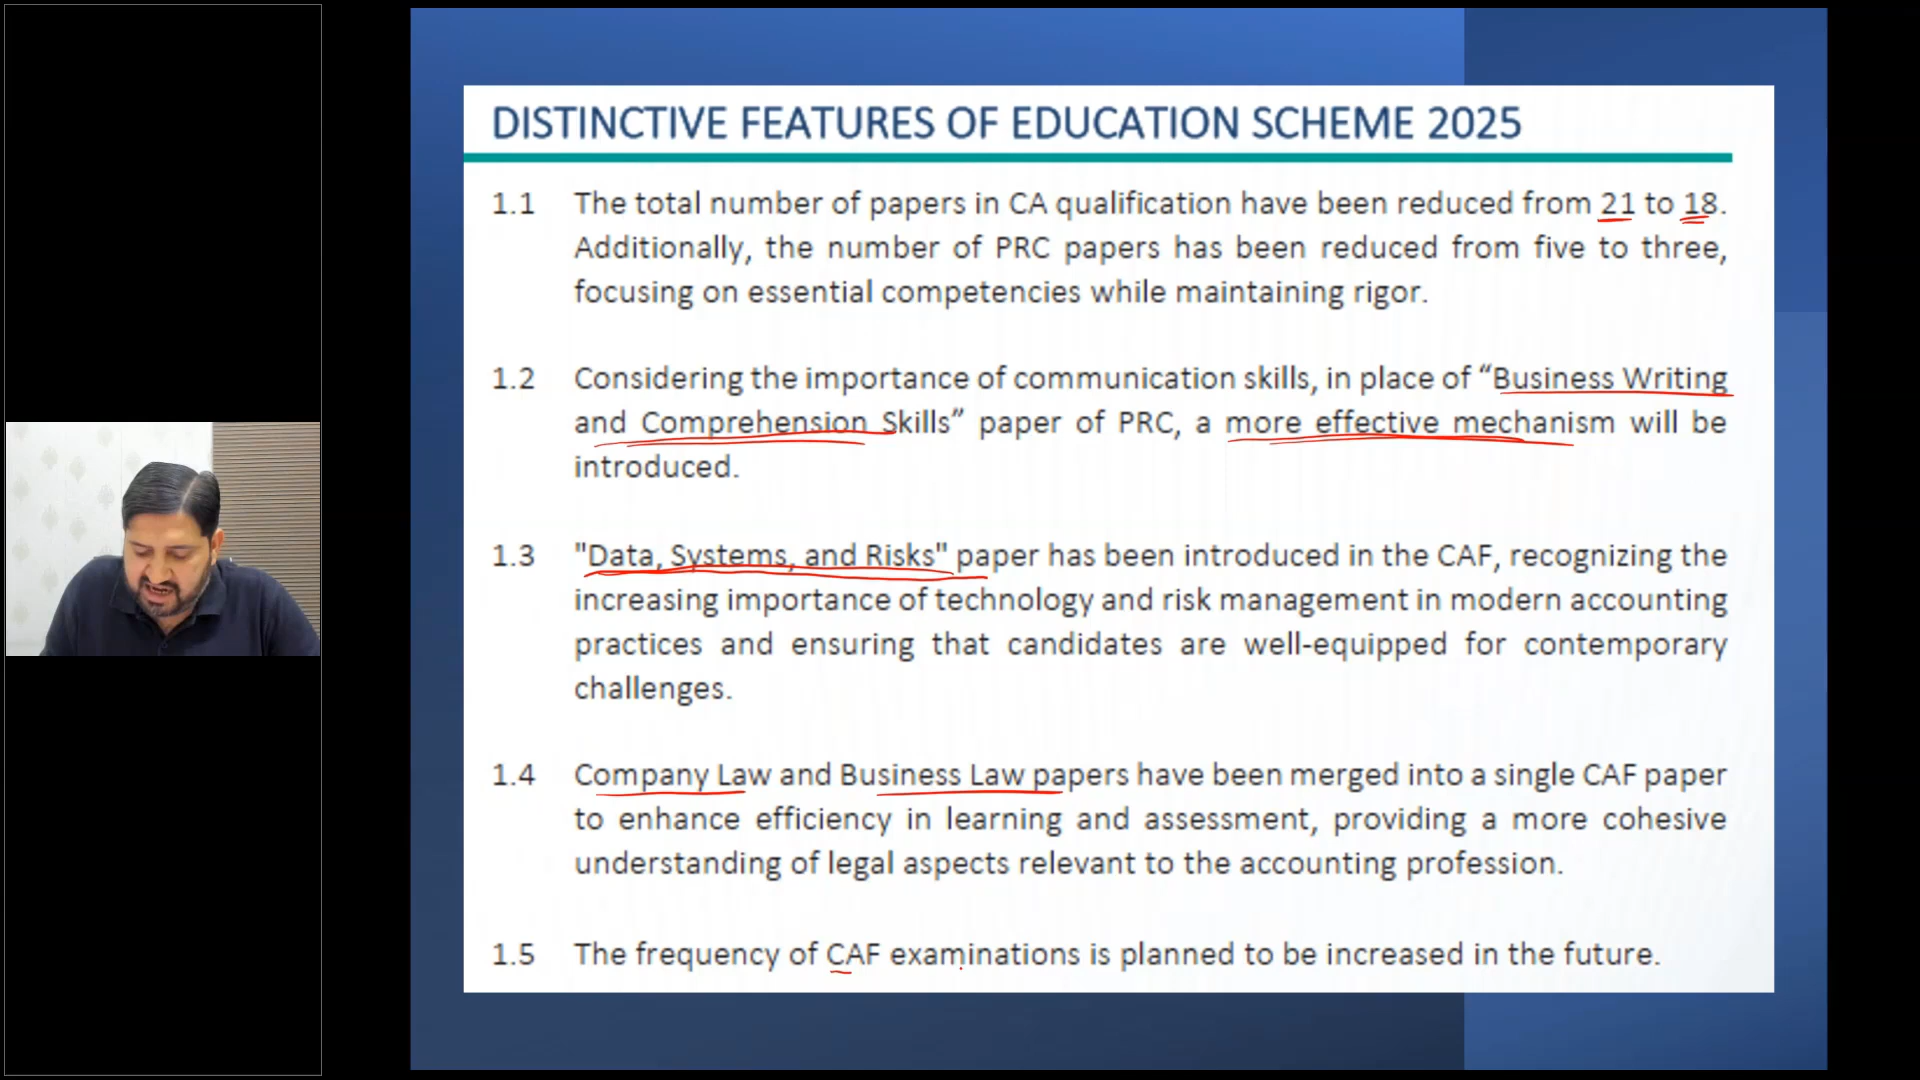 DISTINCTIVE FEATURES OF EDUCATION SCHEME 2025
1.1 The total number of papers in CA qualification have been reduced from 21 to 18.
Additionally, the number of PRC papers has been reduced from five to three,
focusing on essential competencies while maintaining rigor.
1.2 Considering the importance of communication skills, in place of “Business Writing
and Comprehension Skills” paper of PRC, a more effective mechanism will be
introduced.
1.3 "Data, Systems, and Risks" paper has been introduced in the CAF, recognizing the
increasing importance of technology and risk management in modern accounting
practices and ensuring that candidates are well-equipped for contemporary
challenges.
1.4 Company Law and Business Law papers have been merged into a single CAF paper
to enhance efficiency in learning and assessment, providing a more cohesive
understanding of legal aspects relevant to the accounting profession.
1.5 The frequency of CAF examinations is planned to be increased in the future.